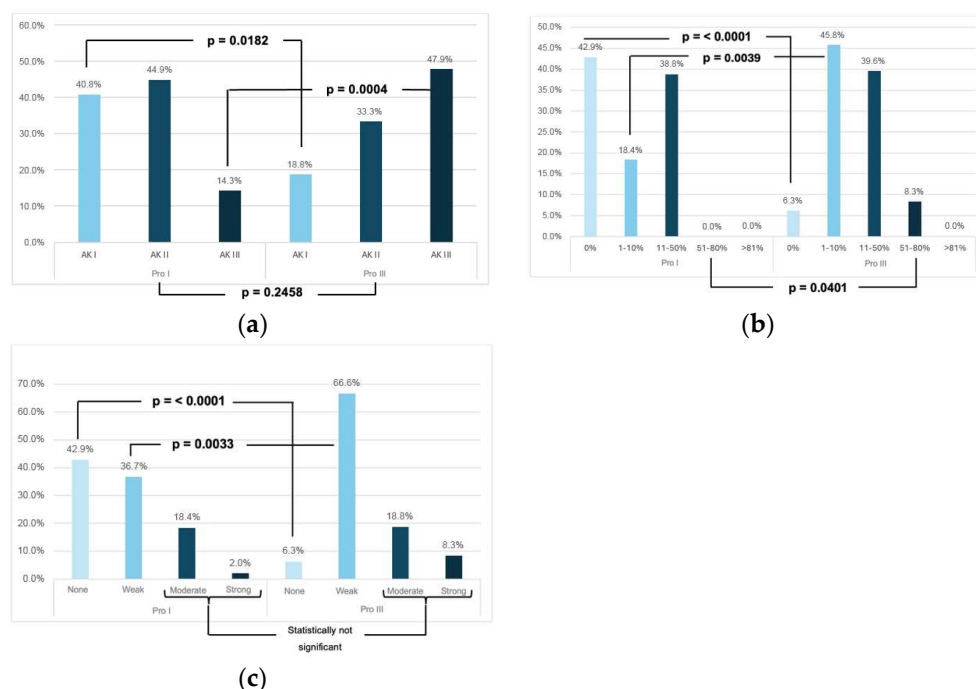 60.0%
50.0%
40.0%
30.0%
20.0%
10.0%
0.0%
p = 0.0182
p = 0.0004
40.8%
44.9%
14.3%
18.8%
33.3%
47.9%
AK I AK II AK III AK I AK II AK III
Pro I Pro III
p = 0.2458
(a)
50.0%
45.0%
40.0%
35.0%
30.0%
25.0%
20.0%
15.0%
10.0%
5.0%
0.0%
p = < 0.0001
p = 0.0039
42.9%
18.4%
38.8%
0.0%
0.0%
6.3%
45.8%
39.6%
8.3%
0.0%
0% 1-10% 11-50% 51-80% >81% 0% 1-10% 11-50% 51-80% >81%
Pro I Pro III
p = 0.0401
(b)
70.0%
60.0%
50.0%
40.0%
30.0%
20.0%
10.0%
0.0%
p = < 0.0001
p = 0.0033
42.9%
36.7%
18.4%
2.0%
6.3%
66.6%
18.8%
8.3%
None Weak Moderate Strong None Weak Moderate Strong
Pro I Pro III
Statistically not
significant
(c)